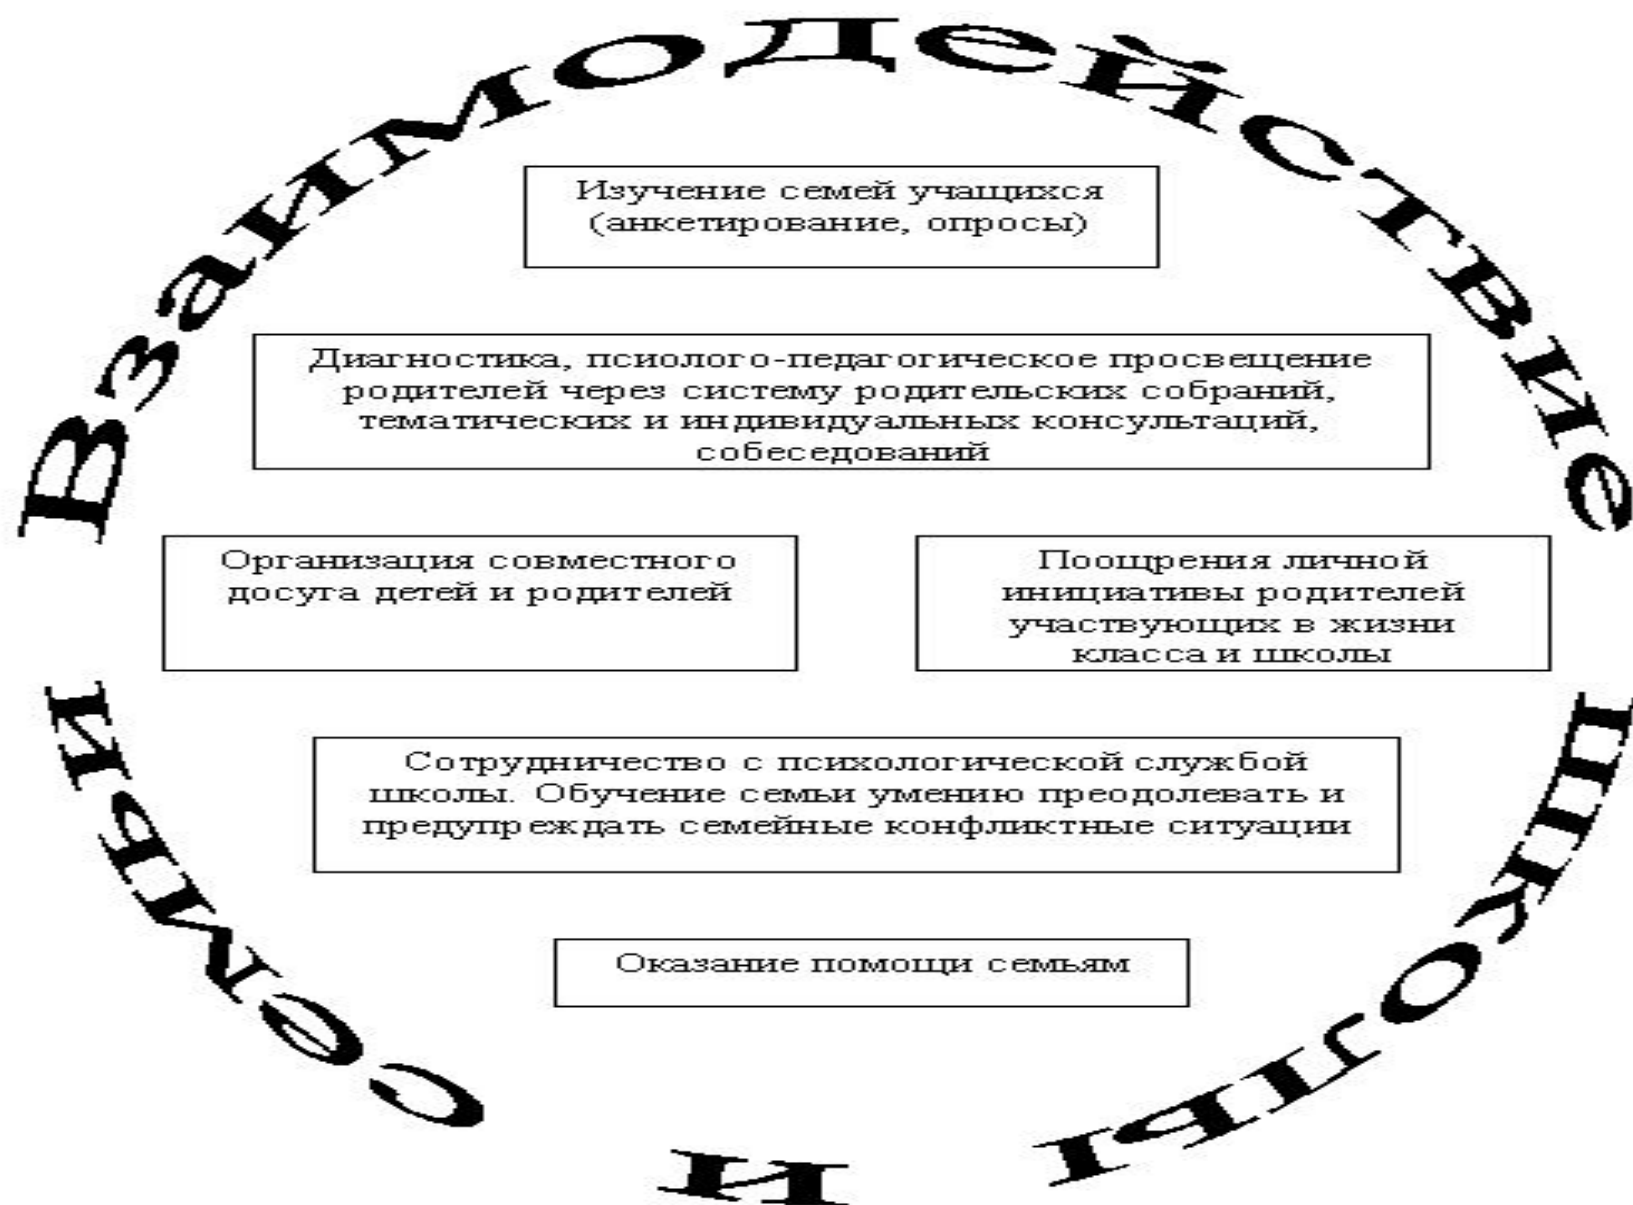 Взаимодействие
школы
и
семьи
Изучение семей учащихся
(анкетирование, опросы)
Диагностика, псиолого-педагогическое просвещение
родителей через систему родительских собраний,
тематических и индивидуальных консультаций,
собеседований
Организация совместного
досуга детей и родителей
Поощрения личной
инициативы родителей
участвующих в жизни
класса и школы
Сотрудничество с психологической службой
школы. Обучение семьи умению преодолевать и
предупреждать семейные конфликтные ситуации
Оказание помощи семьям